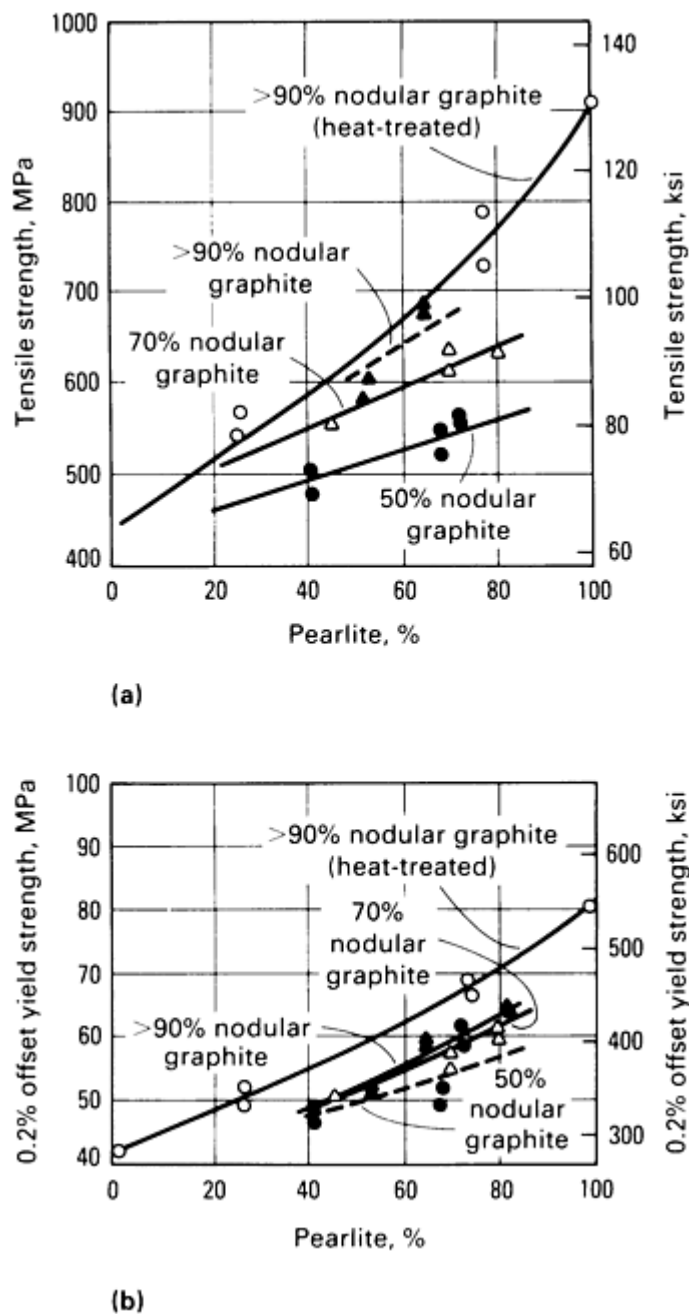 1000
900
800
700
600
500
400
Tensile strength, MPa
140
120
100
80
60
Tensile strength, ksi
>90% nodular graphite
(heat-treated)
>90% nodular
graphite
70% nodular
graphite
50% nodular
graphite
0
20
40
60
80
100
Pearlite, %
(a)
100
90
80
70
60
50
40
0.2% offset yield strength, MPa
600
500
400
300
0.2% offset yield strength, ksi
>90% nodular graphite
(heat-treated)
70%
nodular
graphite
>90% nodular
graphite
50%
nodular
graphite
0
20
40
60
80
100
Pearlite, %
(b)